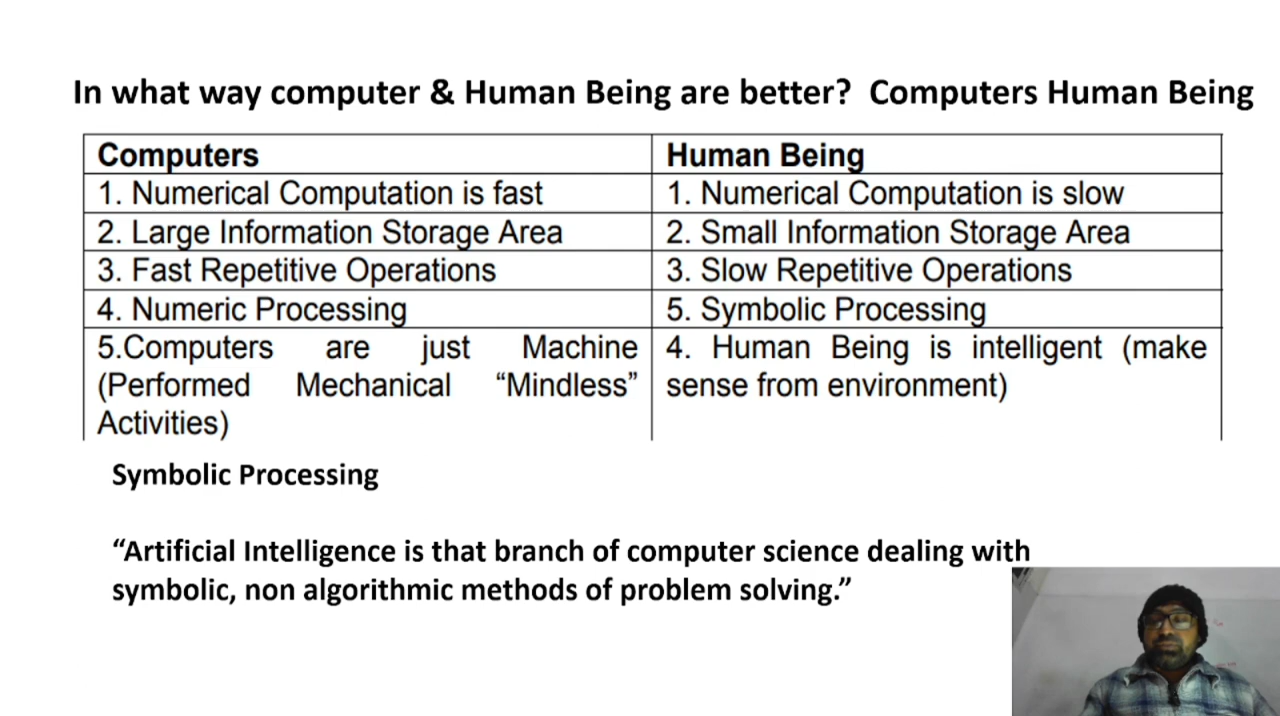 In what way computer & Human Being are better?  Computers Human Being
Computers
Human Being
1. Numerical Computation is fast
1. Numerical Computation is slow
2. Large Information Storage Area
2. Small Information Storage Area
3. Fast Repetitive Operations
3. Slow Repetitive Operations
4. Numeric Processing
5. Symbolic Processing
5.Computers are just Machine
(Performed Mechanical “Mindless”
Activities)
4. Human Being is intelligent (make
sense from environment)
Symbolic Processing
“Artificial Intelligence is that branch of computer science dealing with
symbolic, non algorithmic methods of problem solving.”